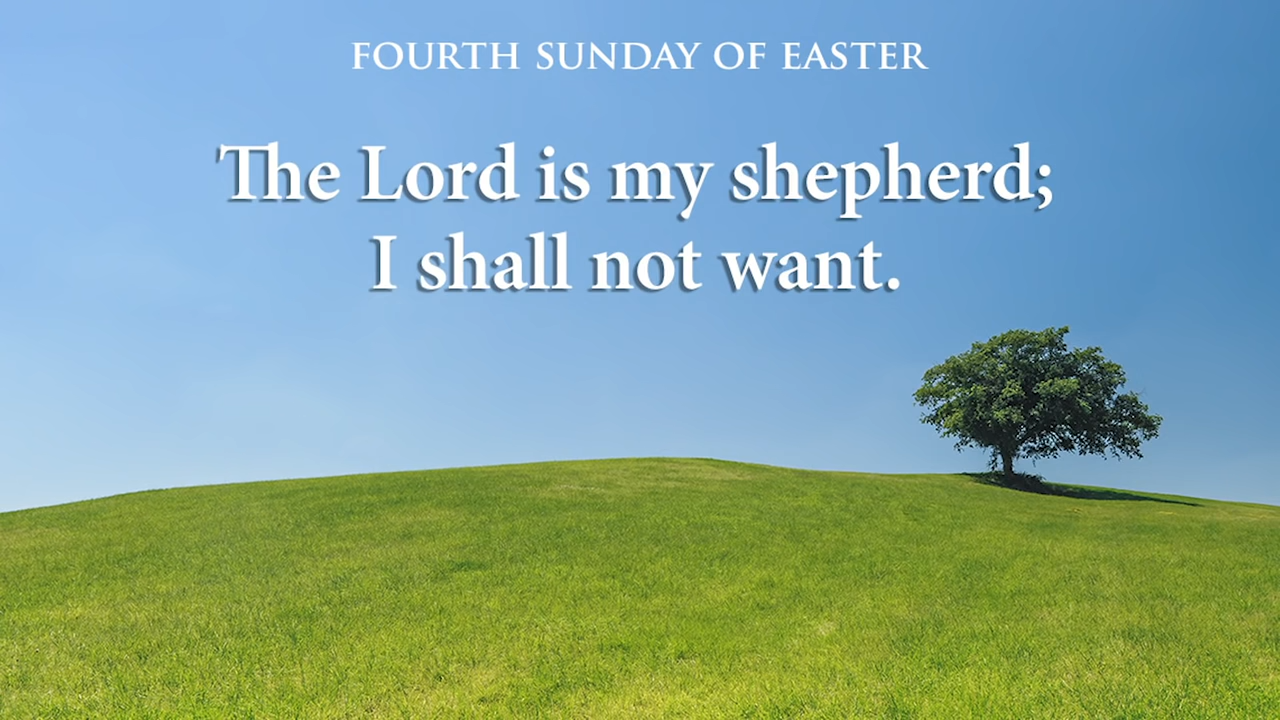 FOURTH SUNDAY OF EASTER
The Lord is my shepherd;
I shall not want.